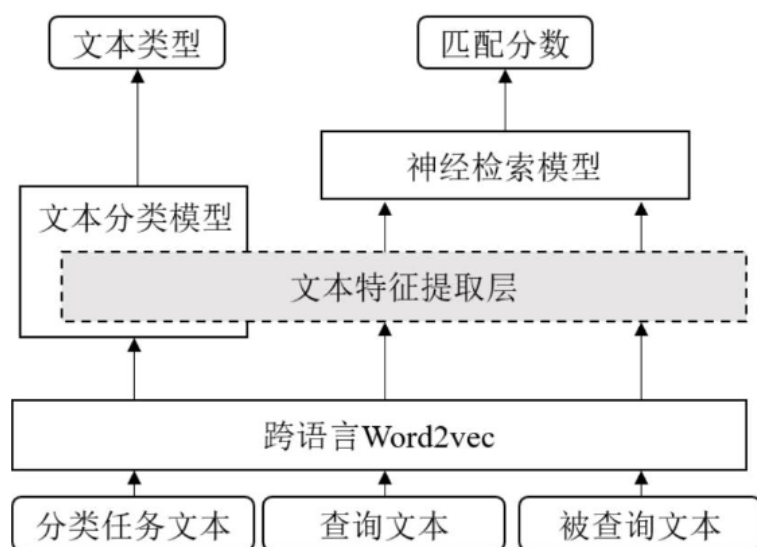 文本类型
匹配分数
神经检索模型
文本分类模型
文本特征提取层
跨语言Word2vec
分类任务文本
查询文本
被查询文本